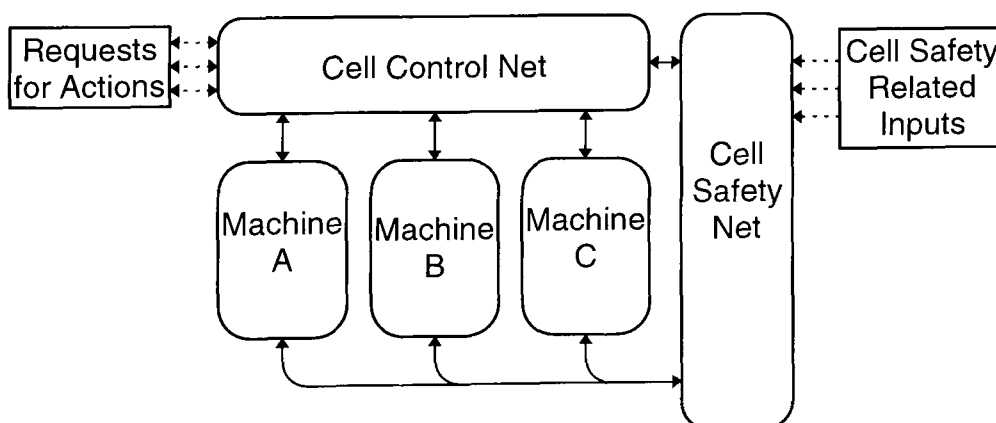 Requests
for Actions
Cell Control Net
Cell Safety
Related
Inputs
Machine
A
Machine
B
Machine
C
Cell
Safety
Net